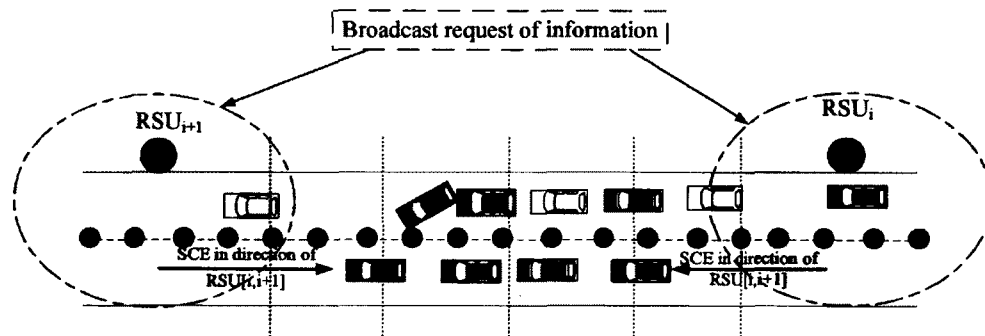 Broadcast request of information
RSUi+1
RSUi
SCE in direction of
RSU[i,i+1]
SCE in direction of
RSU[i,i+1]